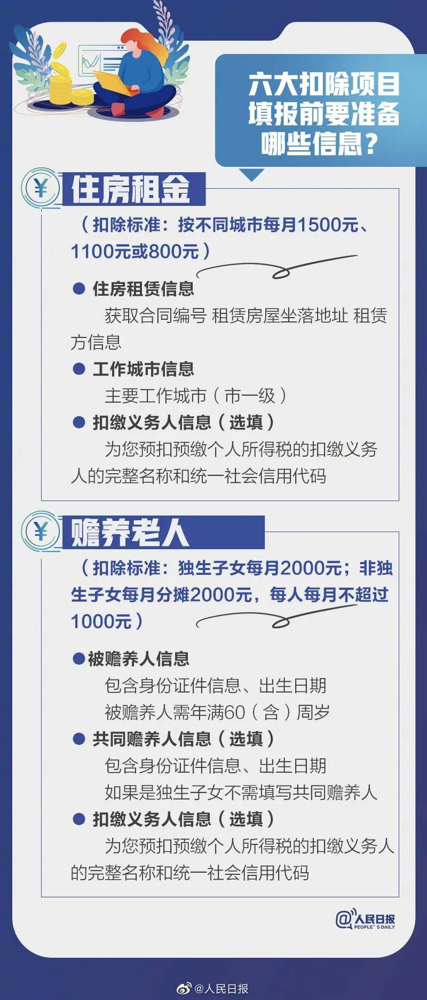 六大扣除项目
填报前要准备
哪些信息？
¥ 住房租金
（扣除标准：按不同城市每月1500元、
1100元或800元）
● 住房租赁信息
获取合同编号 租赁房屋坐落地址 租赁
方信息
● 工作城市信息
主要工作城市（市一级）
● 扣缴义务人信息（选填）
为您预扣预缴个人所得税的扣缴义务
人的完整名称和统一社会信用代码
¥ 赡养老人
（扣除标准：独生子女每月2000元；非独
生子女每月分摊2000元，每人每月不超过
1000元）
●被赡养人信息
包含身份证件信息、出生日期
被赡养人需年满60（含）周岁
● 共同赡养人信息（选填）
包含身份证件信息、出生日期
如果是独生子女不需填写共同赡养人
● 扣缴义务人信息（选填）
为您预扣预缴个人所得税的扣缴义务人
的完整名称和统一社会信用代码
@人民日报
PEOPLE'S DAILY
@人民日报